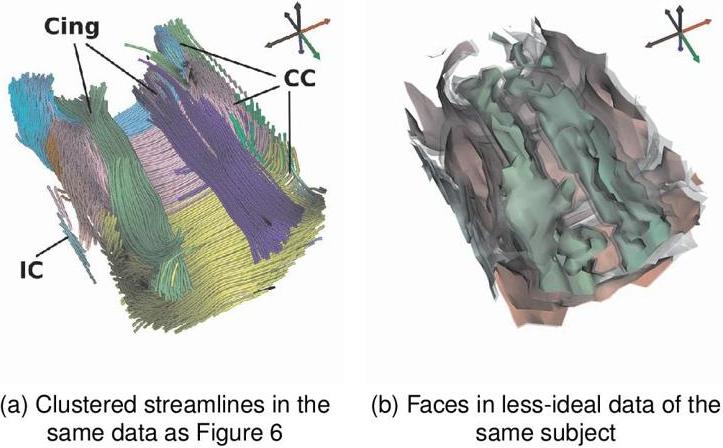 Cing
CC
IC
(a) Clustered streamlines in the
same data as Figure 6
(b) Faces in less-ideal data of the
same subject